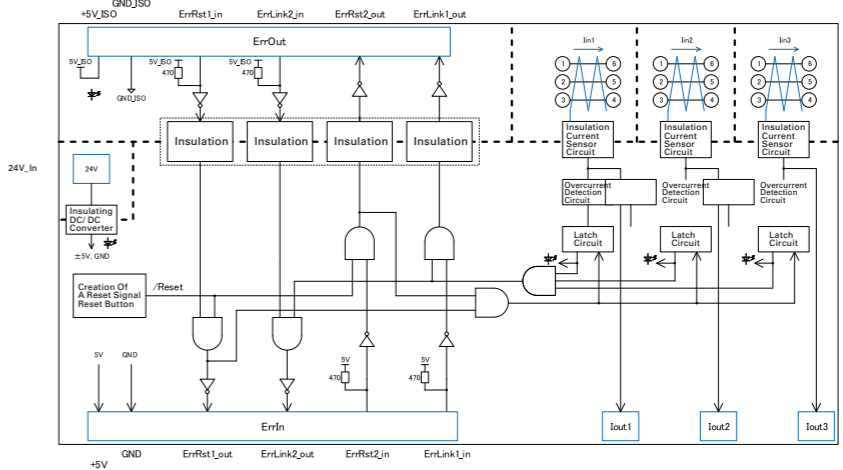 GND_ISO
+5V_ISO
ErrRst1_in
ErrLink2_in
ErrRst2_out
ErrLink1_out
ErrOut
5V_ISO
470
5V_ISO
470
GND_ISO
Iin1
Iin2
Iin3
1
6
2
5
3
4
1
6
2
5
3
4
1
6
2
5
3
4
Insulation
Insulation
Insulation
Insulation
Insulation
Current
Sensor
Circuit
Insulation
Current
Sensor
Circuit
Insulation
Current
Sensor
Circuit
24V_In
24V
Overcurrent
Detection
Circuit
Overcurrent
Detection
Circuit
Overcurrent
Detection
Circuit
Insulating
DC/ DC
Converter
±5V, GND
Latch
Circuit
Latch
Circuit
Latch
Circuit
Creation Of
A Reset Signal
Reset Button
/Reset
5V
GND
5V
470
5V
470
ErrIn
Iout1
Iout2
Iout3
+5V
GND
ErrRst1_out
ErrLink2_out
ErrRst2_in
ErrLink1_in